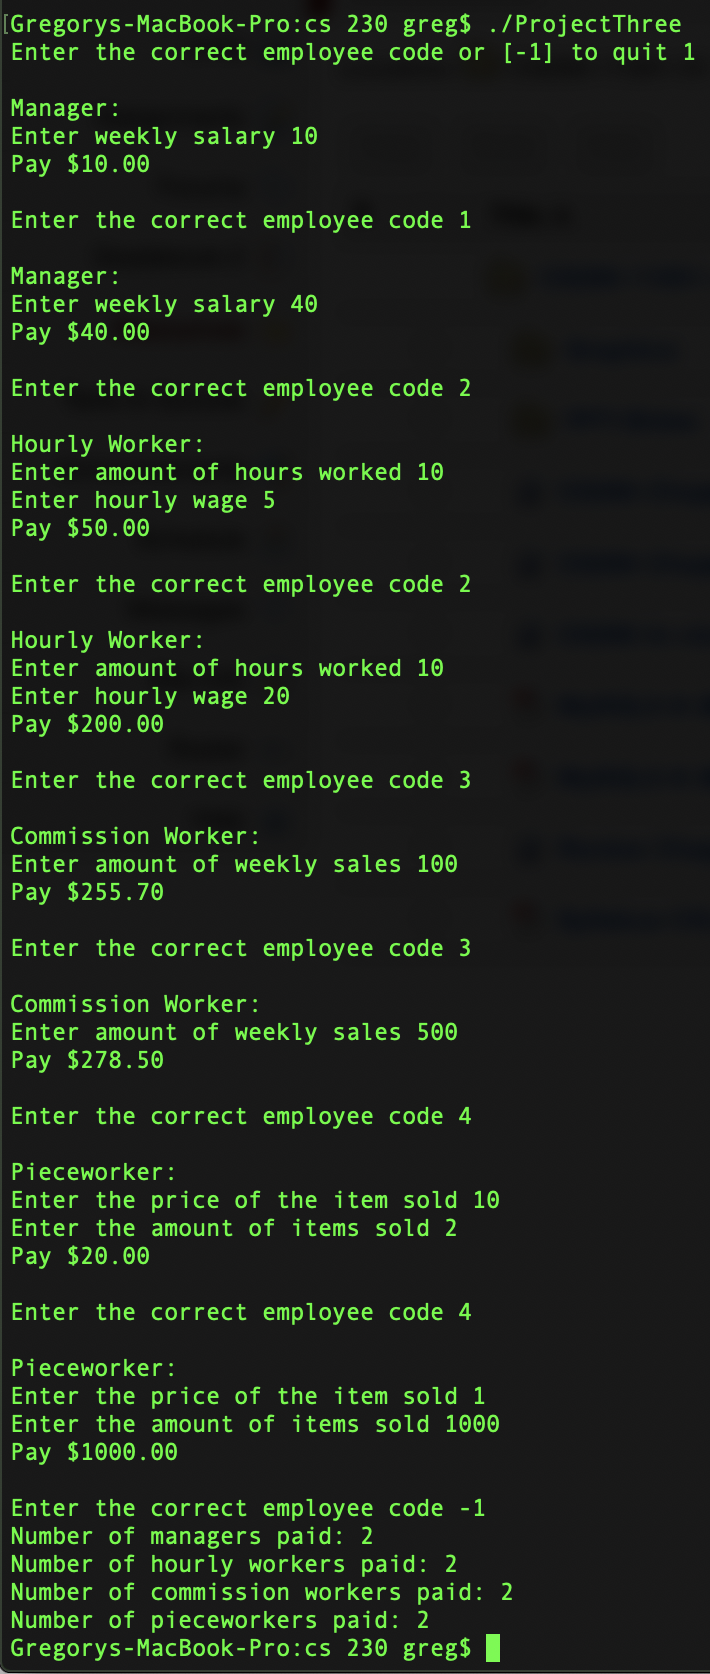 [Gregorys-MacBook-Pro:cs 230 greg$ ./ProjectThree
Enter the correct employee code or [-1] to quit 1
Manager:
Enter weekly salary 10
Pay $10.00
Enter the correct employee code 1
Manager:
Enter weekly salary 40
Pay $40.00
Enter the correct employee code 2
Hourly Worker:
Enter amount of hours worked 10
Enter hourly wage 5
Pay $50.00
Enter the correct employee code 2
Hourly Worker:
Enter amount of hours worked 10
Enter hourly wage 20
Pay $200.00
Enter the correct employee code 3
Commission Worker:
Enter amount of weekly sales 100
Pay $255.70
Enter the correct employee code 3
Commission Worker:
Enter amount of weekly sales 500
Pay $278.50
Enter the correct employee code 4
Pieceworker:
Enter the price of the item sold 10
Enter the amount of items sold 2
Pay $20.00
Enter the correct employee code 4
Pieceworker:
Enter the price of the item sold 1
Enter the amount of items sold 1000
Pay $1000.00
Enter the correct employee code -1
Number of managers paid: 2
Number of hourly workers paid: 2
Number of commission workers paid: 2
Number of pieceworkers paid: 2
Gregorys-MacBook-Pro:cs 230 greg$